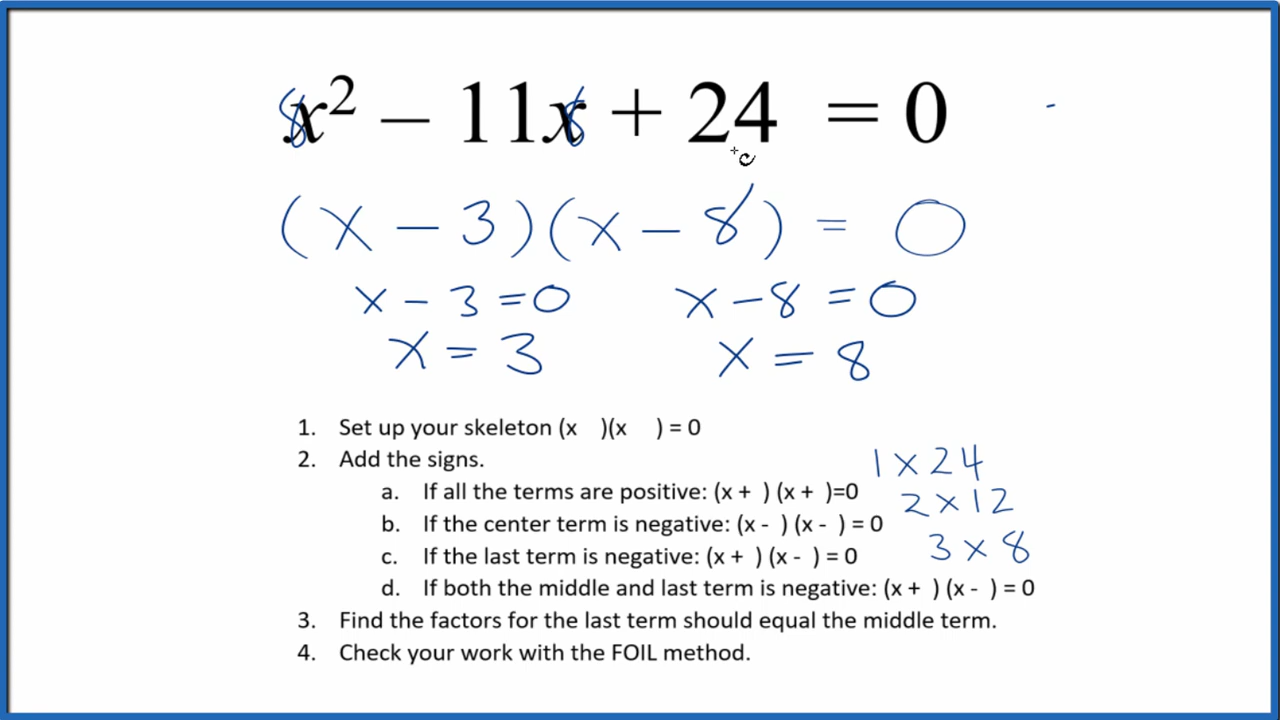 x² − 11x + 24 = 0
8 8
(x − 3)(x − 8) = 0
x − 3 = 0 x − 8 = 0
x = 3 x = 8
1. Set up your skeleton (x )(x ) = 0
2. Add the signs.
1 x 24
a. If all the terms are positive: (x + ) (x + )=0
2 x 12
b. If the center term is negative: (x - ) (x - ) = 0
3 x 8
c. If the last term is negative: (x + ) (x - ) = 0
d. If both the middle and last term is negative: (x + ) (x - ) = 0
3. Find the factors for the last term should equal the middle term.
4. Check your work with the FOIL method.